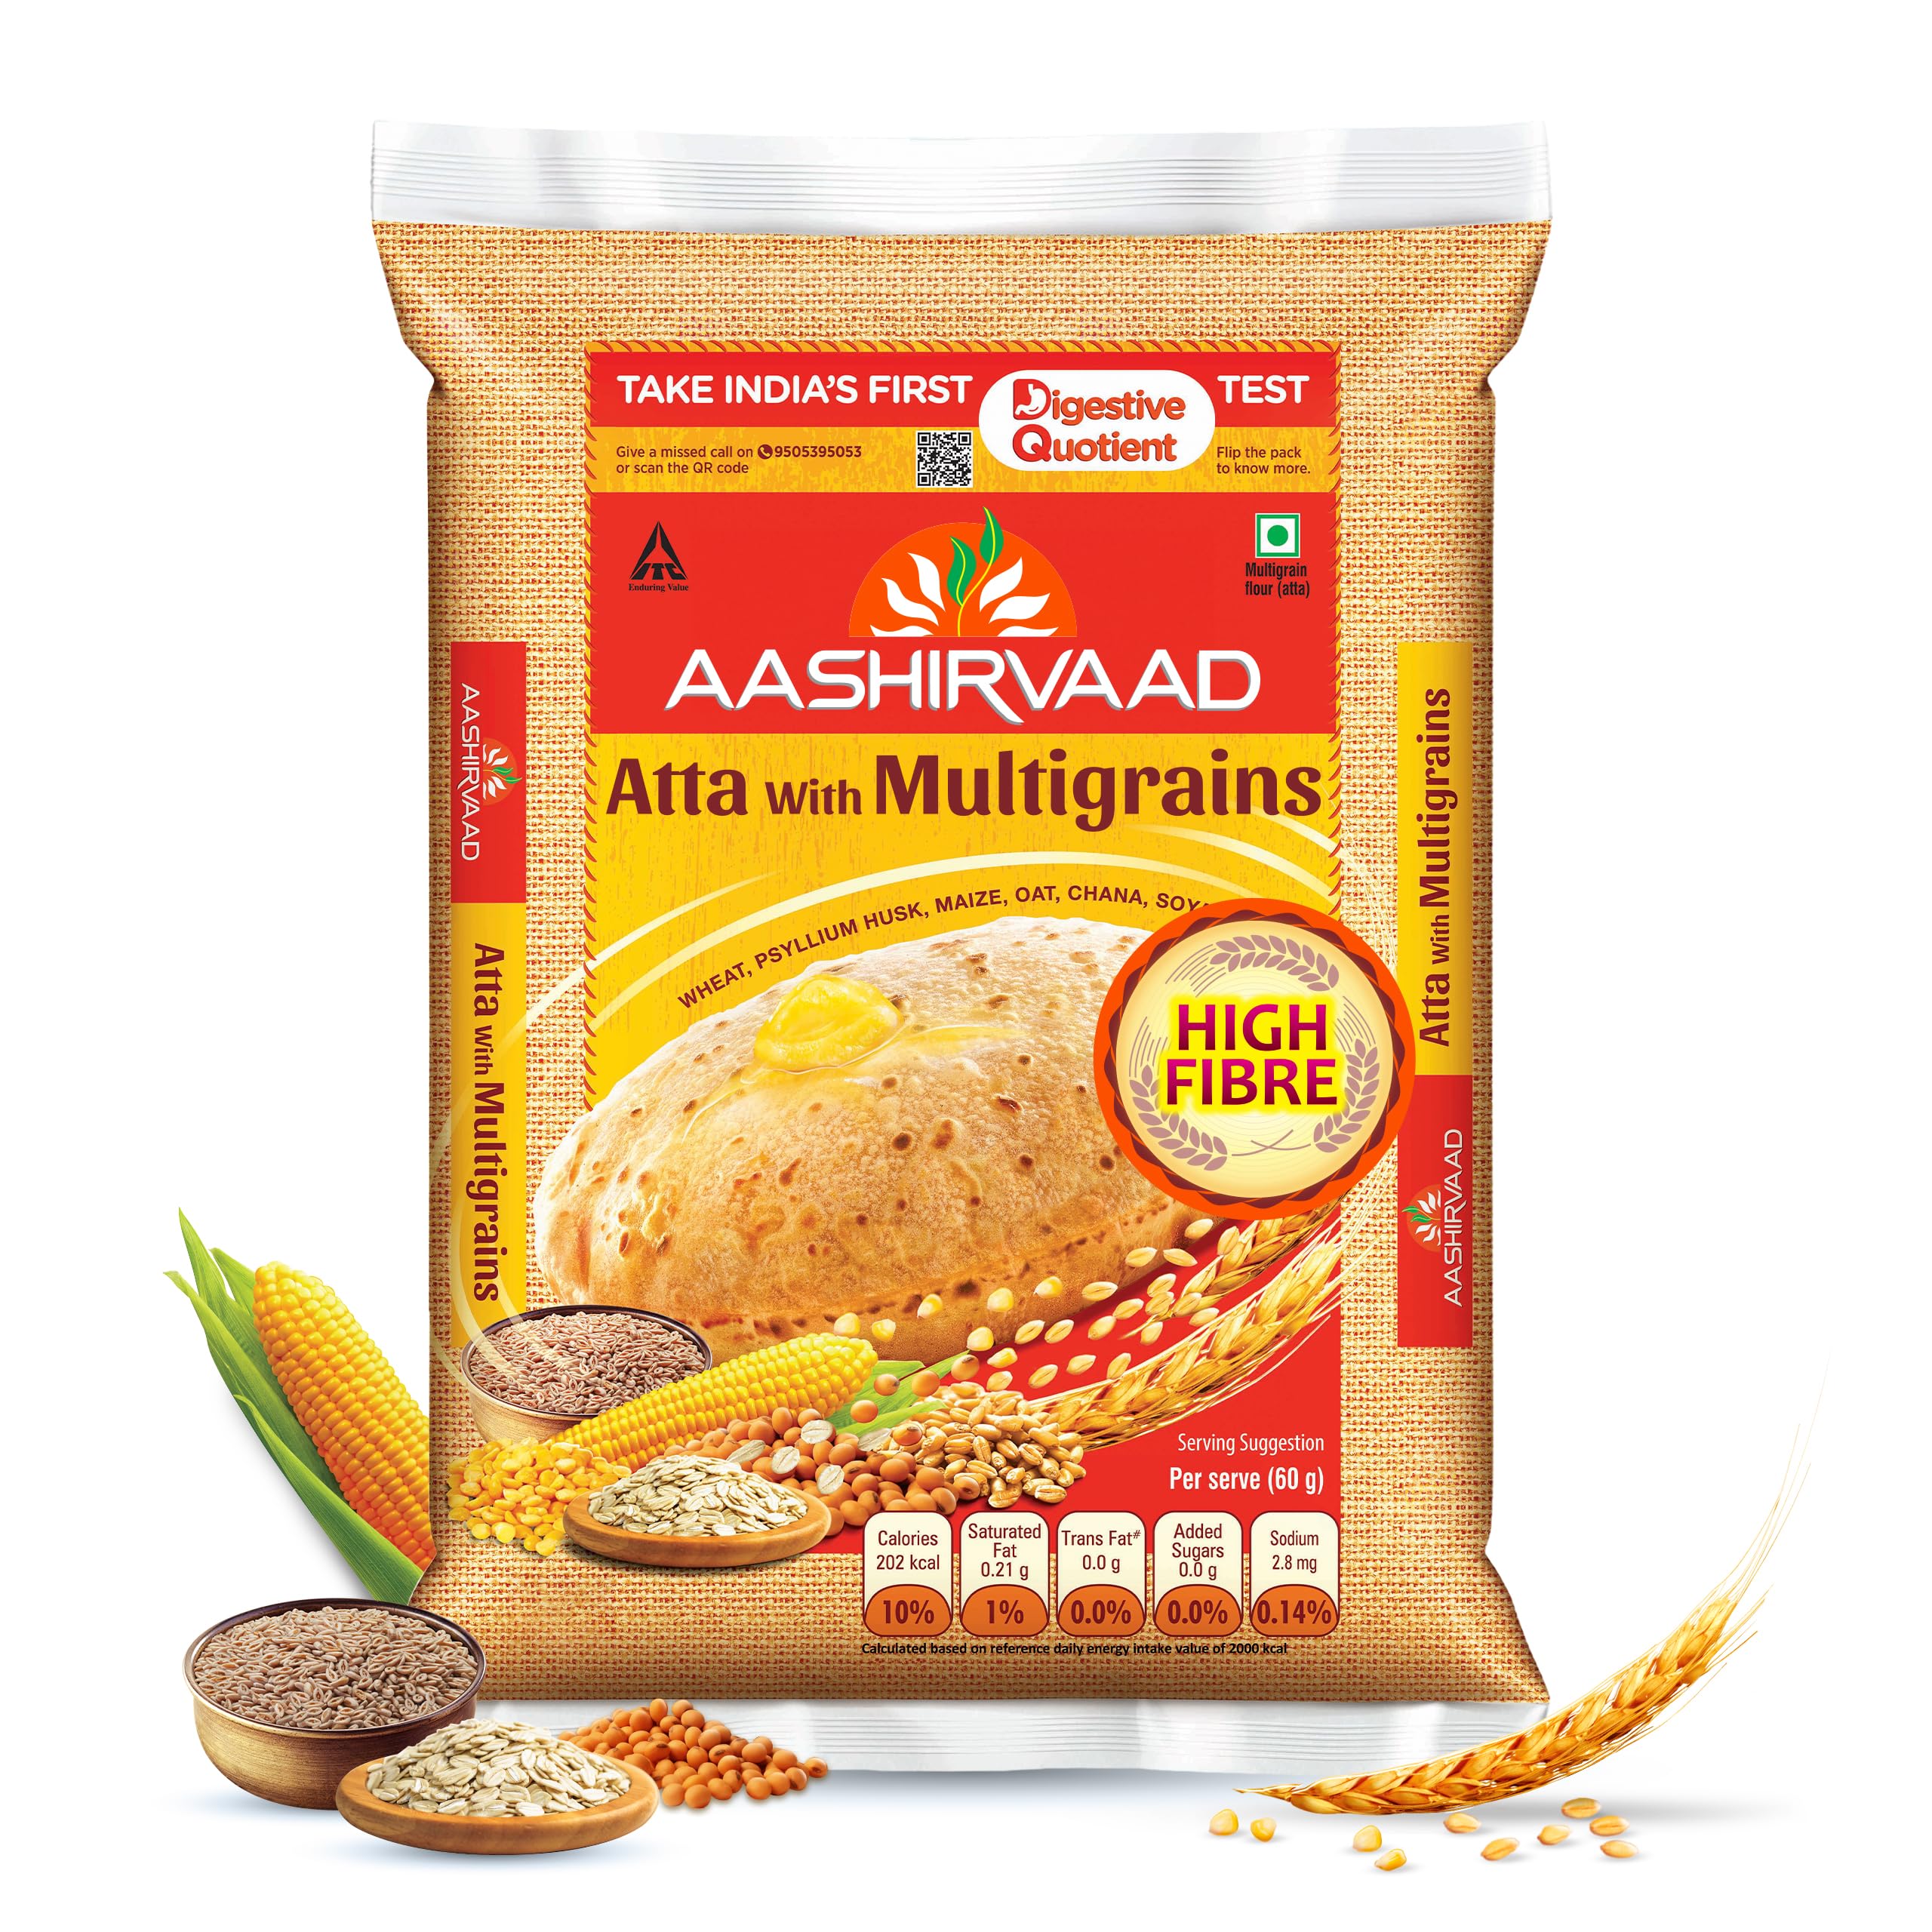 TAKE INDIA'S FIRST Digestive Quotient TEST
Give a missed call on 9505395053
or scan the QR code
Flip the pack
to know more.
ITC
Enduring Value
Multigrain
flour (atta)
AASHIRVAAD
Atta With Multigrains
WHEAT, PSYLLIUM HUSK, MAIZE, OAT, CHANA,
HIGH
FIBRE
AASHIRVAAD
Atta With Multigrains
Atta With Multigrains
AASHIRVAAD
Serving Suggestion
Per serve (60 g)
Calories
202 kcal
10%
Saturated
Fat
0.21 g
1%
Trans Fat#
0.0 g
0.0%
Added
Sugars
0.0 g
0.0%
Sodium
2.8 mg
0.14%
Calculated based on reference daily energy intake value of 2000 kcal